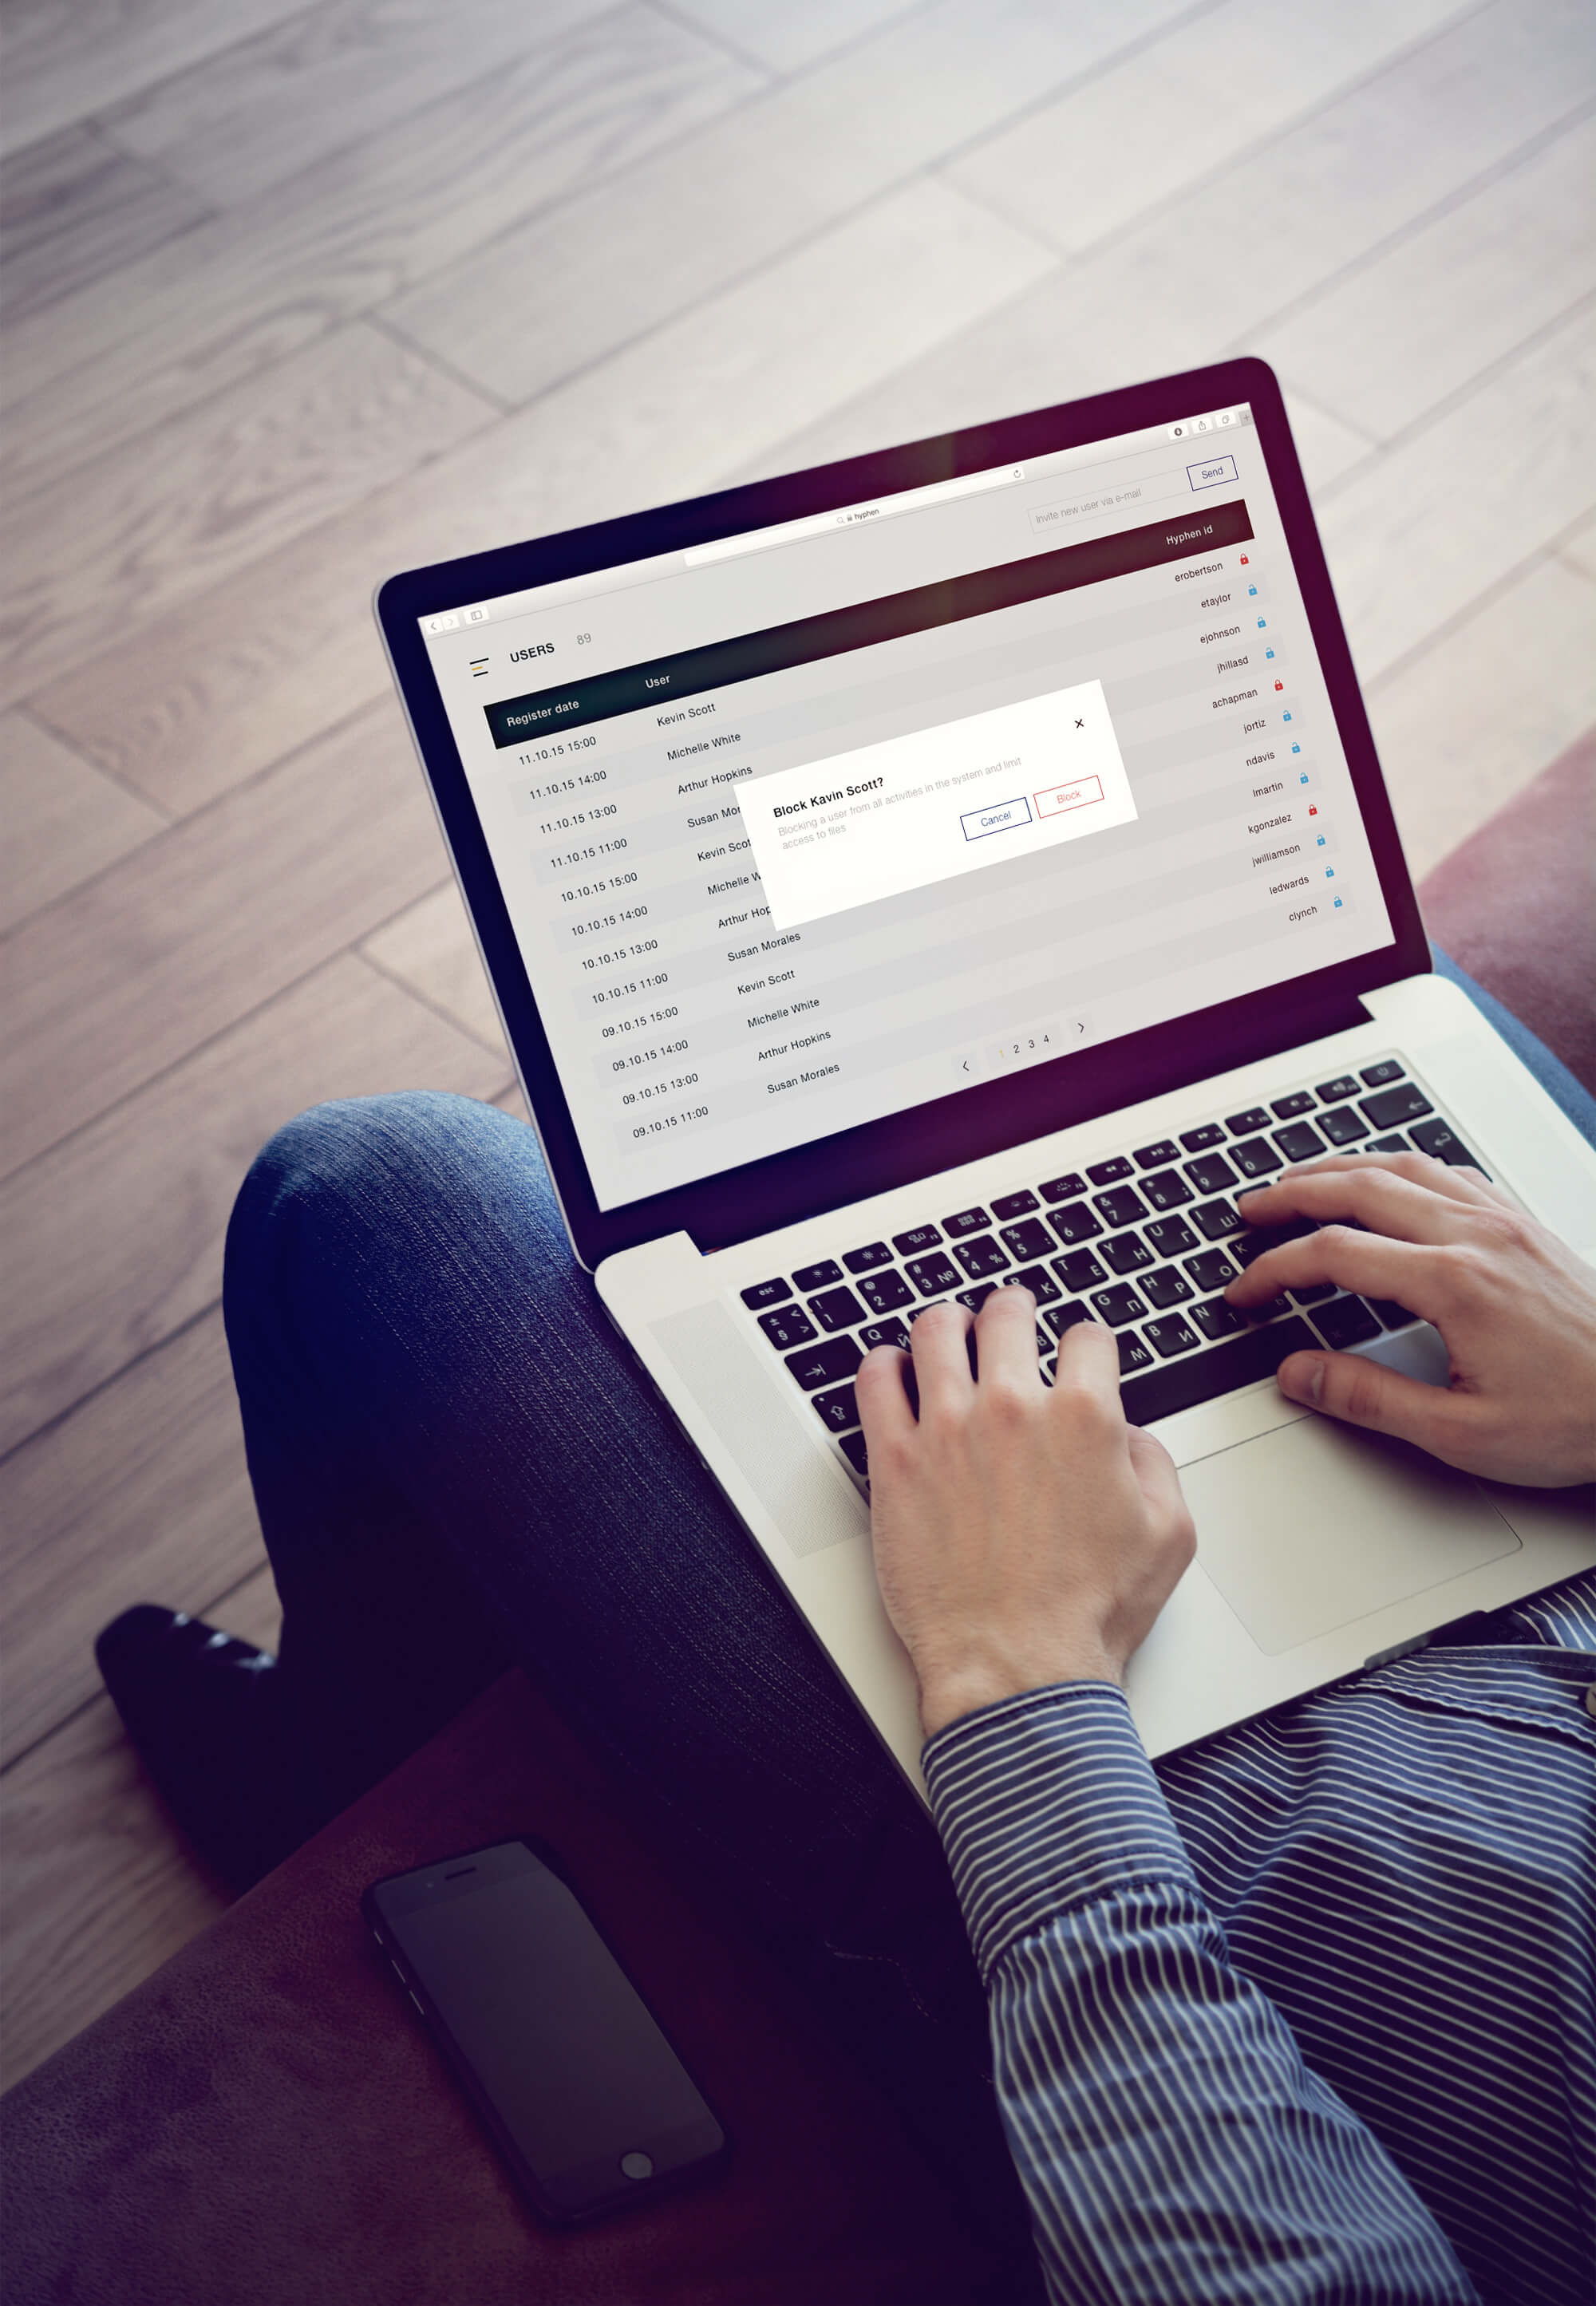 hyphen
USERS 89
Invite new user via e-mail Send
Register date User Hyphen id
11.10.15 15:00 Kevin Scott erobertson
11.10.15 14:00 Michelle White etaylor
11.10.15 13:00 Arthur Hopkins ejohnson
11.10.15 11:00 Susan Mor jhillasd
10.10.15 15:00 Kevin Scot achapman
10.10.15 14:00 Michelle W jortiz
10.10.15 13:00 Arthur Hop ndavis
10.10.15 11:00 Susan Morales lmartin
09.10.15 15:00 Kevin Scott kgonzalez
09.10.15 14:00 Michelle White jwilliamson
09.10.15 13:00 Arthur Hopkins ledwards
09.10.15 11:00 Susan Morales clynch
Block Kavin Scott?
Blocking a user from all activities in the system and limit
access to files
Cancel Block
1 2 3 4
esc